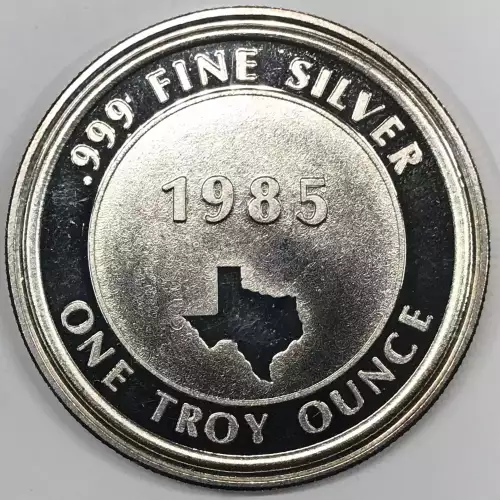 .999 FINE SILVER
1985
ONE TROY OUNCE